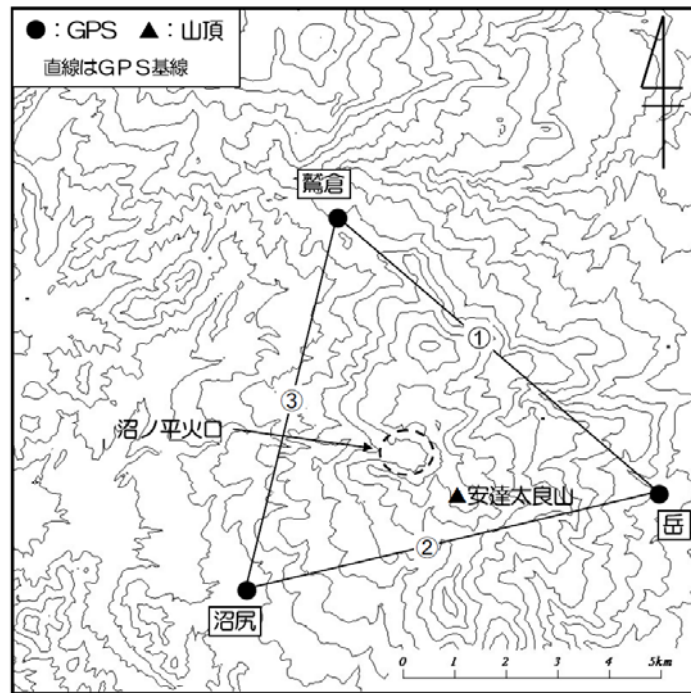 ●：GPS ▲：山頂
直線はＧＰＳ基線
鷲倉
①
③
沼ノ平火口
▲安達太良山
岳
②
沼尻
0 1 2 3 4 5km